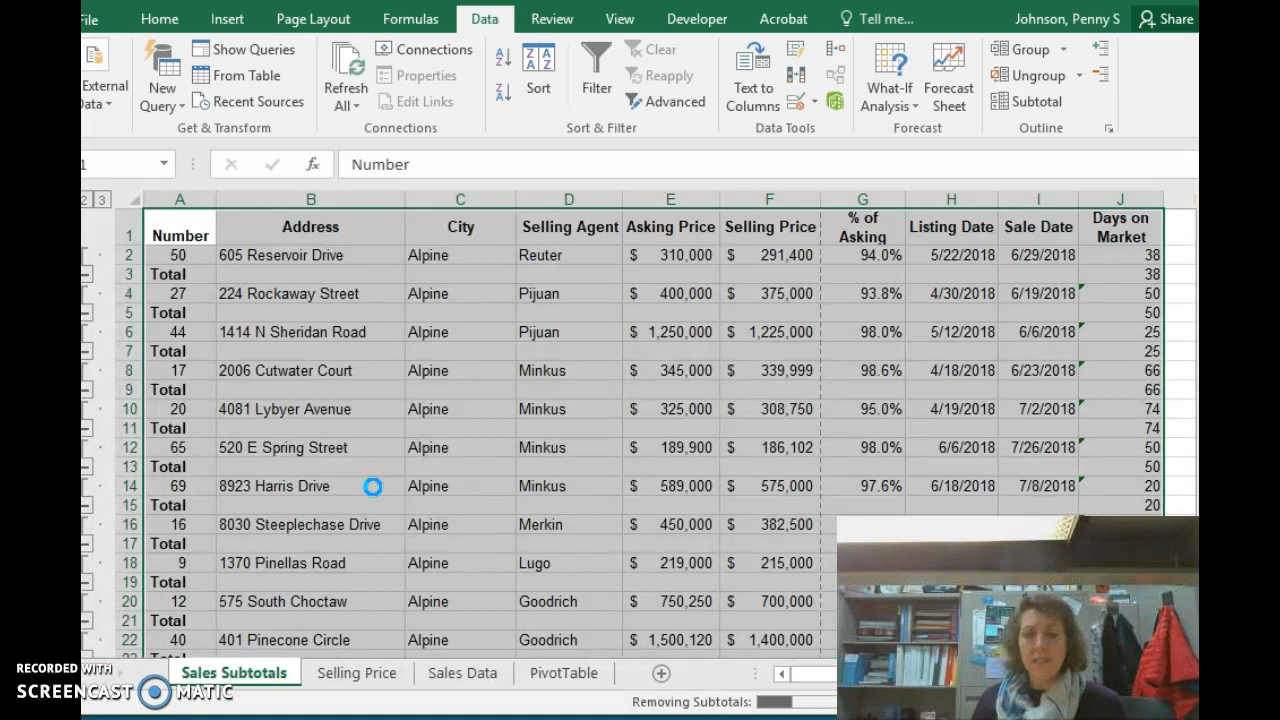 File Home Insert Page Layout Formulas Data Review View Developer Acrobat Tell me... Johnson, Penny S Share
External Data New Query Show Queries From Table Recent Sources Refresh All Connections Properties Edit Links Sort Filter Clear Reapply Advanced Text to Columns What-If Analysis Forecast Sheet Group Ungroup Subtotal
Get & Transform Connections Sort & Filter Data Tools Forecast Outline
1 fx Number
2 3 A B C D E F G H I J
1 Number Address City Selling Agent Asking Price Selling Price % of Asking Listing Date Sale Date Days on Market
2 50 605 Reservoir Drive Alpine Reuter $ 310,000 $ 291,400 94.0% 5/22/2018 6/29/2018 38
3 Total 38
4 27 224 Rockaway Street Alpine Pijuan $ 400,000 $ 375,000 93.8% 4/30/2018 6/19/2018 50
5 Total 50
6 44 1414 N Sheridan Road Alpine Pijuan $ 1,250,000 $ 1,225,000 98.0% 5/12/2018 6/6/2018 25
7 Total 25
8 17 2006 Cutwater Court Alpine Minkus $ 345,000 $ 339,999 98.6% 4/18/2018 6/23/2018 66
9 Total 66
10 20 4081 Lybyer Avenue Alpine Minkus $ 325,000 $ 308,750 95.0% 4/19/2018 7/2/2018 74
11 Total 74
12 65 520 E Spring Street Alpine Minkus $ 189,900 $ 186,102 98.0% 6/6/2018 7/26/2018 50
13 Total 50
14 69 8923 Harris Drive Alpine Minkus $ 589,000 $ 575,000 97.6% 6/18/2018 7/8/2018 20
15 Total 20
16 16 8030 Steeplechase Drive Alpine Merkin $ 450,000 $ 382,500
17 Total
18 9 1370 Pinellas Road Alpine Lugo $ 219,000 $ 215,000
19 Total
20 12 575 South Choctaw Alpine Goodrich $ 750,250 $ 700,000
21 Total
22 40 401 Pinecone Circle Alpine Goodrich $ 1,500,120 $ 1,400,000
Sales Subtotals Selling Price Sales Data PivotTable
Removing Subtotals:
RECORDED WITH
SCREENCAST MATIC